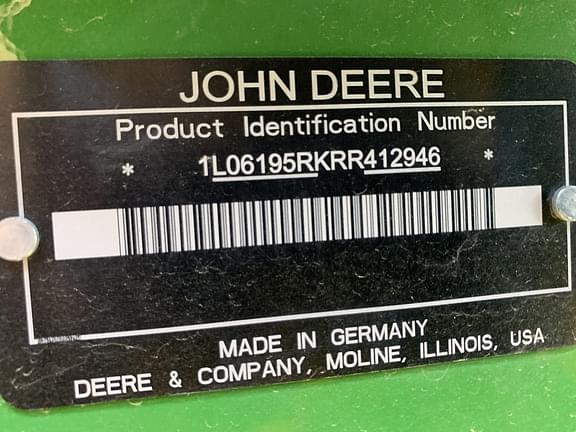 JOHN DEERE
Product Identification Number
* 1L06195RKRR412946 *
MADE IN GERMANY
DEERE & COMPANY, MOLINE, ILLINOIS, USA